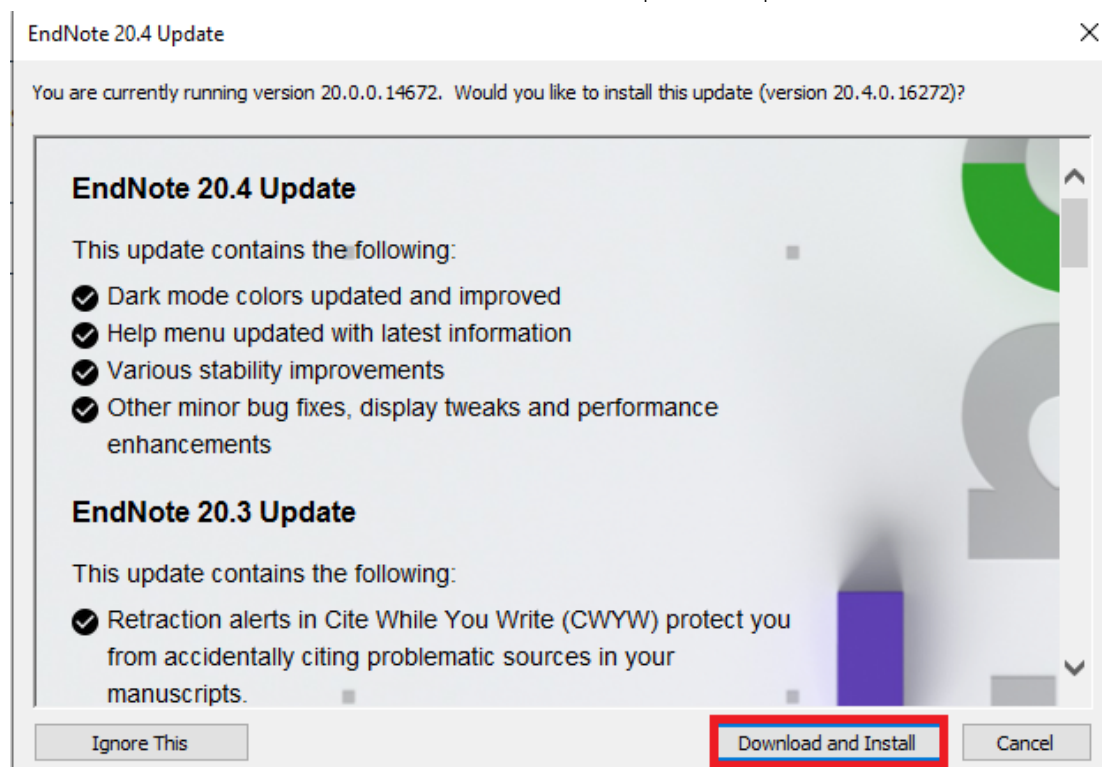 EndNote 20.4 Update
You are currently running version 20.0.0.14672. Would you like to install this update (version 20.4.0.16272)?
EndNote 20.4 Update
This update contains the following:
Dark mode colors updated and improved
Help menu updated with latest information
Various stability improvements
Other minor bug fixes, display tweaks and performance
enhancements
EndNote 20.3 Update
This update contains the following:
Retraction alerts in Cite While You Write (CWYW) protect you
from accidentally citing problematic sources in your
manuscripts.
Ignore This
Download and Install
Cancel